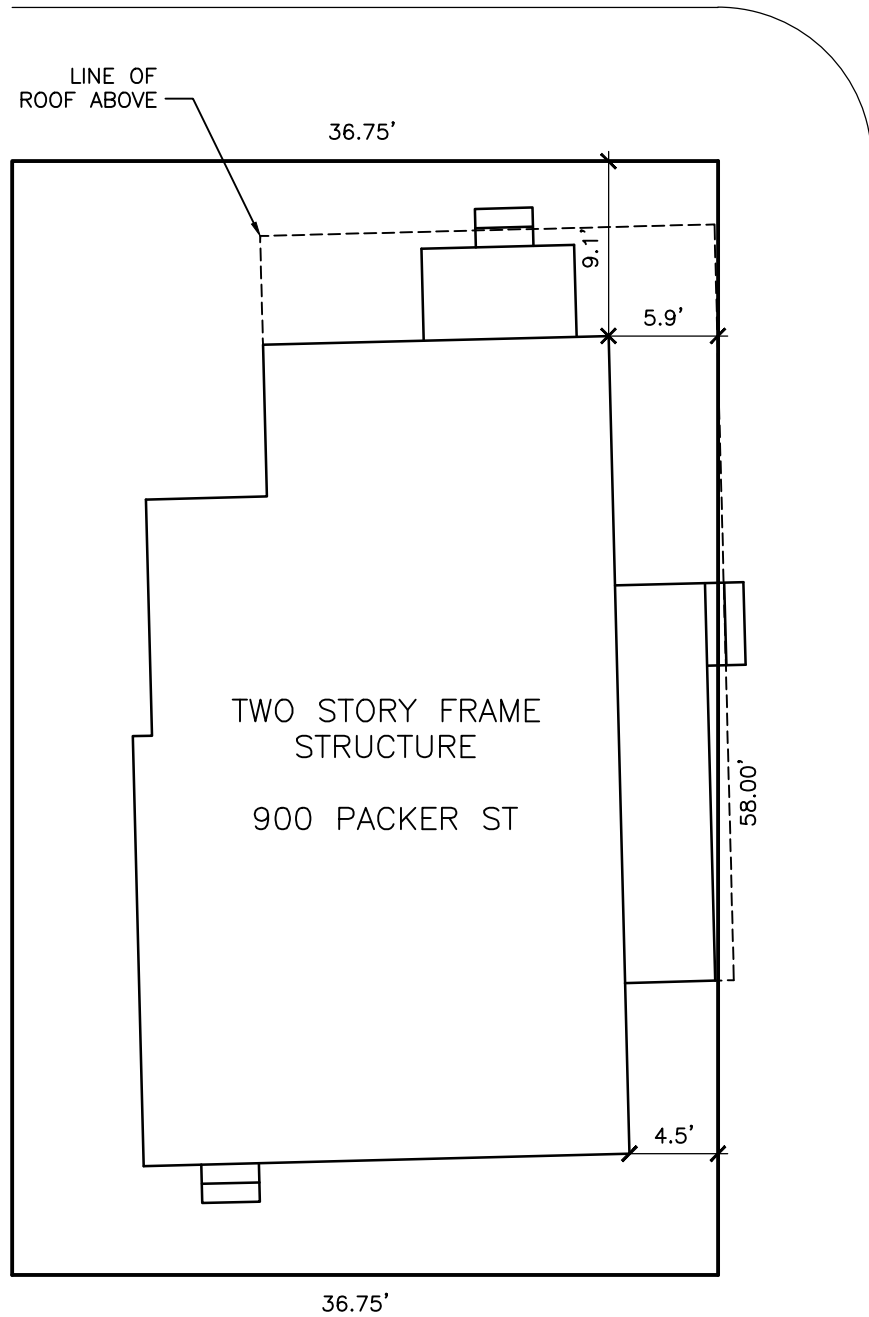 LINE OF
ROOF ABOVE
36.75'
9.1'
5.9'
TWO STORY FRAME
STRUCTURE
900 PACKER ST
58.00'
4.5'
36.75'